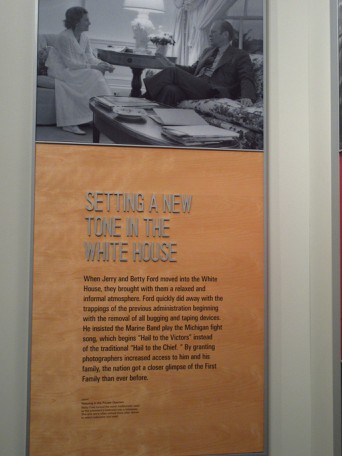 SETTING A NEW
TONE IN THE
WHITE HOUSE
When Jerry and Betty Ford moved into the White
House, they brought with them a relaxed and
informal atmosphere. Ford quickly did away with the
trappings of the previous administration beginning
with the removal of all bugging and taping devices.
He insisted the Marine Band play the Michigan fight
song, which begins "Hail to the Victors" instead
of the traditional "Hail to the Chief." By granting
photographers increased access to him and his
family, the nation got a closer glimpse of the First
Family than ever before.